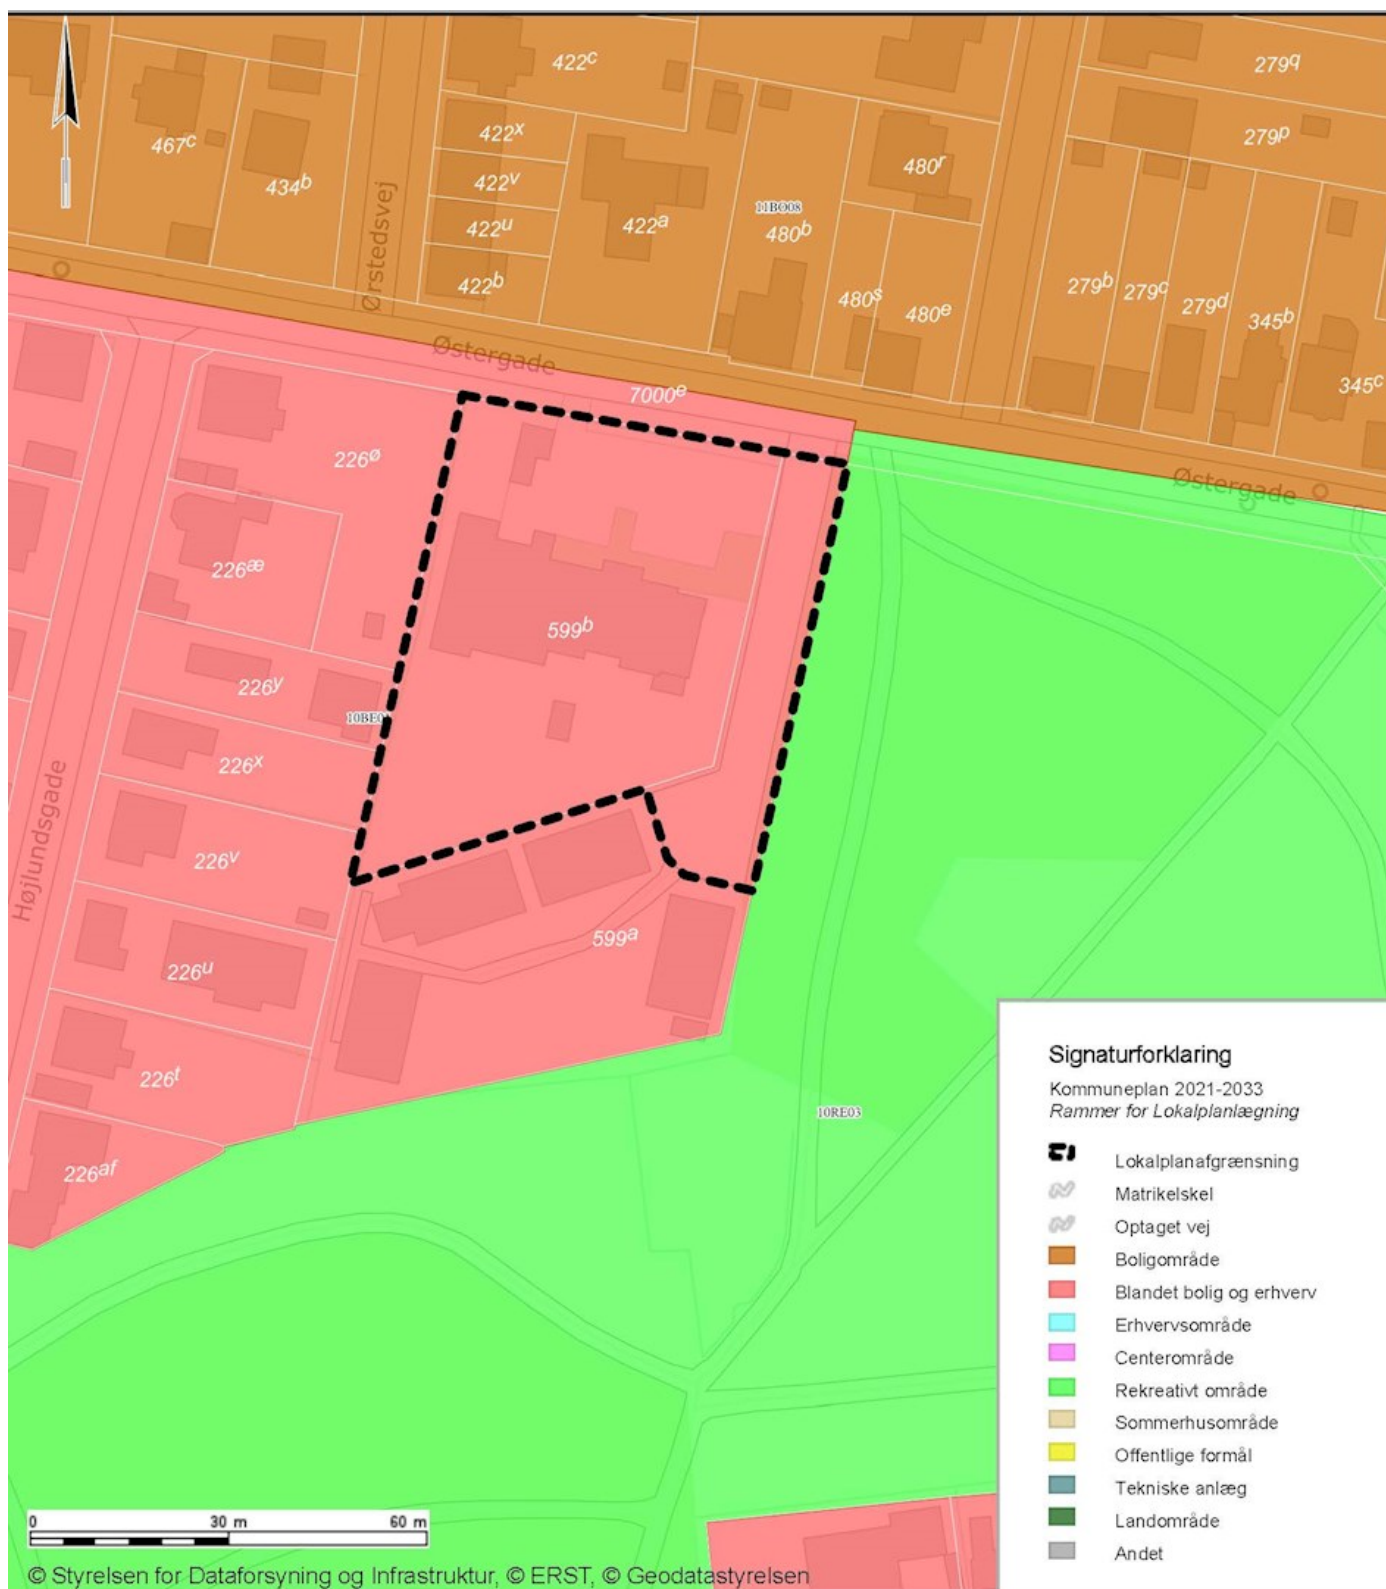 422c
279q
467c
422x
279p
434b
422v
480r
Ørstedsvej
422u
422a
11BO08
480b
422b
480s
480e
279b
279c
279d
345b
Østergade
7000e
345c
226ø
Østergade
226æ
599b
226y
226x
Højlundsgade
226v
599a
226u
226t
10RE03
226af
Signaturforklaring
Kommuneplan 2021-2033
Rammer for Lokalplanlægning
Lokalplanafgrænsning
Matrikelskel
Optaget vej
Boligområde
Blandet bolig og erhverv
Erhvervsområde
Centerområde
Rekreativt område
Sommerhusområde
Offentlige formål
Tekniske anlæg
Landområde
Andet
0 30 m 60 m
© Styrelsen for Dataforsyning og Infrastruktur, © ERST, © Geodatastyrelsen